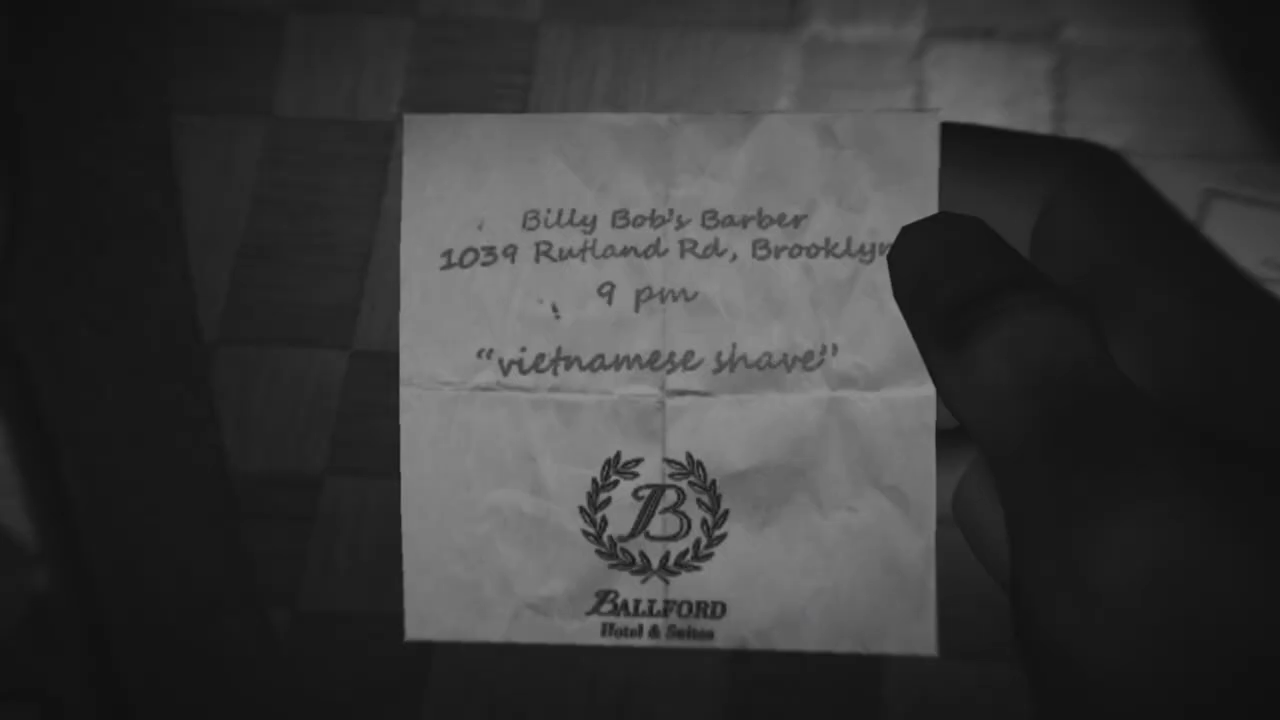 Billy Bob's Barber
1039 Rutland Rd, Brooklyn
9 pm
"vietnamese shave"
B
BALLFORD
Hotel & Suites